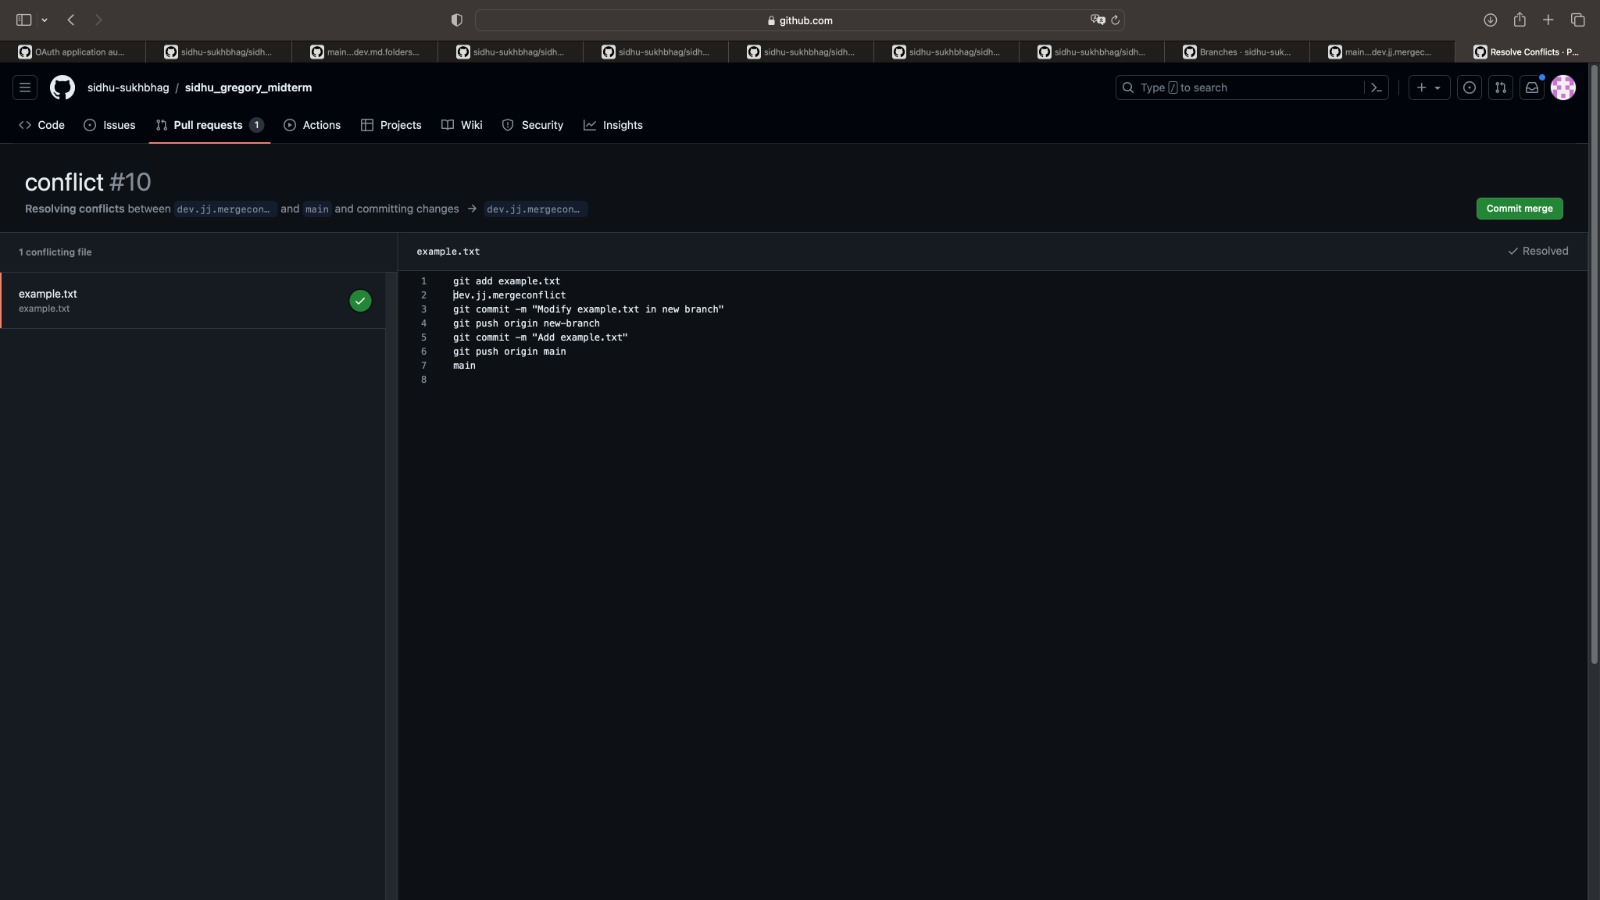 github.com
OAuth application au...
sidhu-sukhbhag/sidh...
main...dev.md.folders...
sidhu-sukhbhag/sidh...
sidhu-sukhbhag/sidh...
sidhu-sukhbhag/sidh...
sidhu-sukhbhag/sidh...
sidhu-sukhbhag/sidh...
Branches · sidhu-suk...
main...dev.jj.mergec...
Resolve Conflicts · P...
sidhu-sukhbhag / sidhu_gregory_midterm
Type / to search
Code
Issues
Pull requests 1
Actions
Projects
Wiki
Security
Insights
conflict #10
Resolving conflicts between dev.jj.mergecon… and main and committing changes → dev.jj.mergecon…
Commit merge
1 conflicting file
example.txt
Resolved
example.txt
example.txt
1 git add example.txt
2 dev.jj.mergeconflict
3 git commit -m "Modify example.txt in new branch"
4 git push origin new-branch
5 git commit -m "Add example.txt"
6 git push origin main
7 main
8